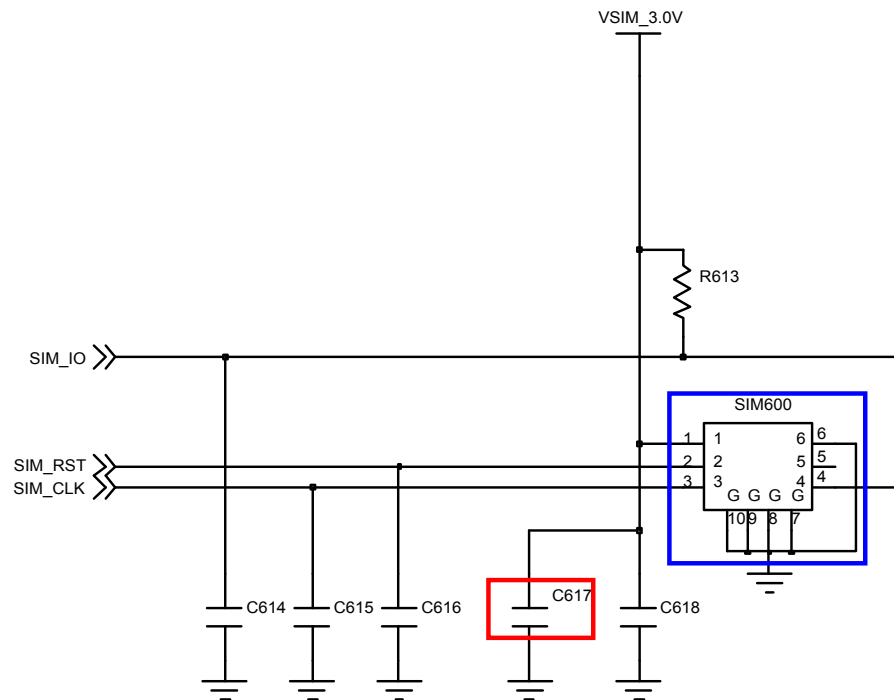 VSIM_3.0V
R613
SIM_IO
SIM600
1 1 6 6
SIM_RST 2 2 5 5
SIM_CLK 3 3 4 4
G G G G
10 9 8 7
C614 C615 C616 C617 C618